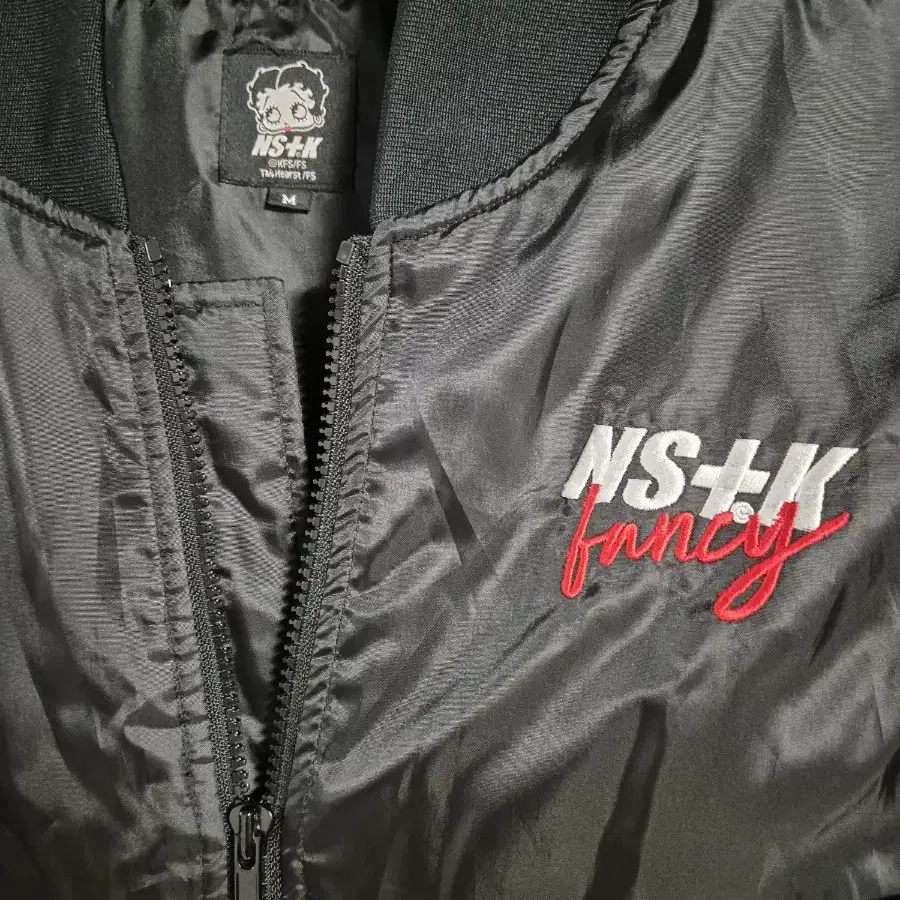 NS+K
©KFS/FS
TM Hearst/FS
M
NS+K
fancy